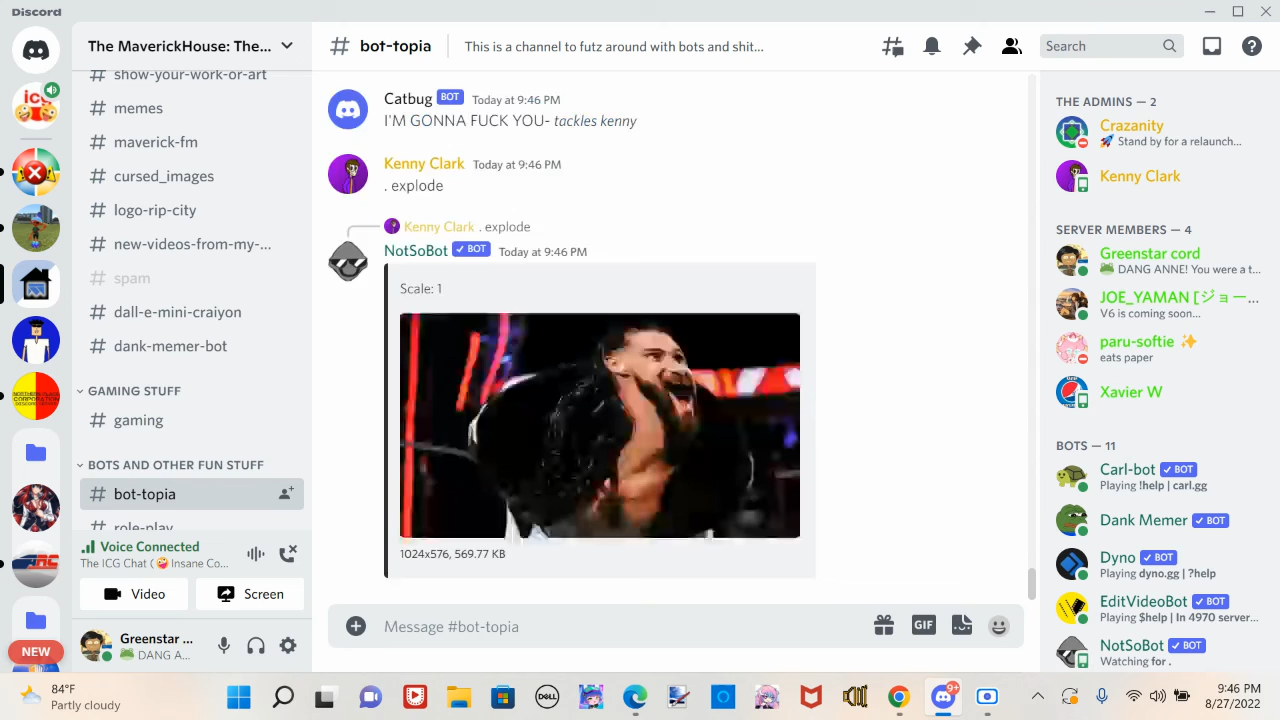 Discord
The MaverickHouse: The...
# bot-topia
This is a channel to futz around with bots and shit...
Search
# show-your-work-or-art
# memes
# maverick-fm
# cursed_images
# logo-rip-city
# new-videos-from-my-...
# spam
# dall-e-mini-craiyon
# dank-memer-bot
GAMING STUFF
# gaming
BOTS AND OTHER FUN STUFF
# bot-topia
# role-play
Voice Connected
The ICG Chat ( 🤪 Insane Co...
Video
Screen
Greenstar ...
🐸 DANG A...
NEW
Catbug BOT Today at 9:46 PM
I'M GONNA FUCK YOU- tackles kenny
Kenny Clark Today at 9:46 PM
. explode
Kenny Clark . explode
NotSoBot ✓ BOT Today at 9:46 PM
Scale: 1
1024x576, 569.77 KB
Message #bot-topia
GIF
THE ADMINS — 2
Crazanity
🚀 Stand by for a relaunch...
Kenny Clark
SERVER MEMBERS — 4
Greenstar cord
🐸 DANG ANNE! You were a t...
JOE_YAMAN [ジョー...
V6 is coming soon...
paru-softie ✨
eats paper
Xavier W
BOTS — 11
Carl-bot ✓ BOT
Playing !help | carl.gg
Dank Memer ✓ BOT
Dyno ✓ BOT
Playing dyno.gg | ?help
EditVideoBot ✓ BOT
Playing $help | In 4970 server...
NotSoBot ✓ BOT
Watching for .
84°F
Partly cloudy
DELL
9+
9:46 PM
8/27/2022